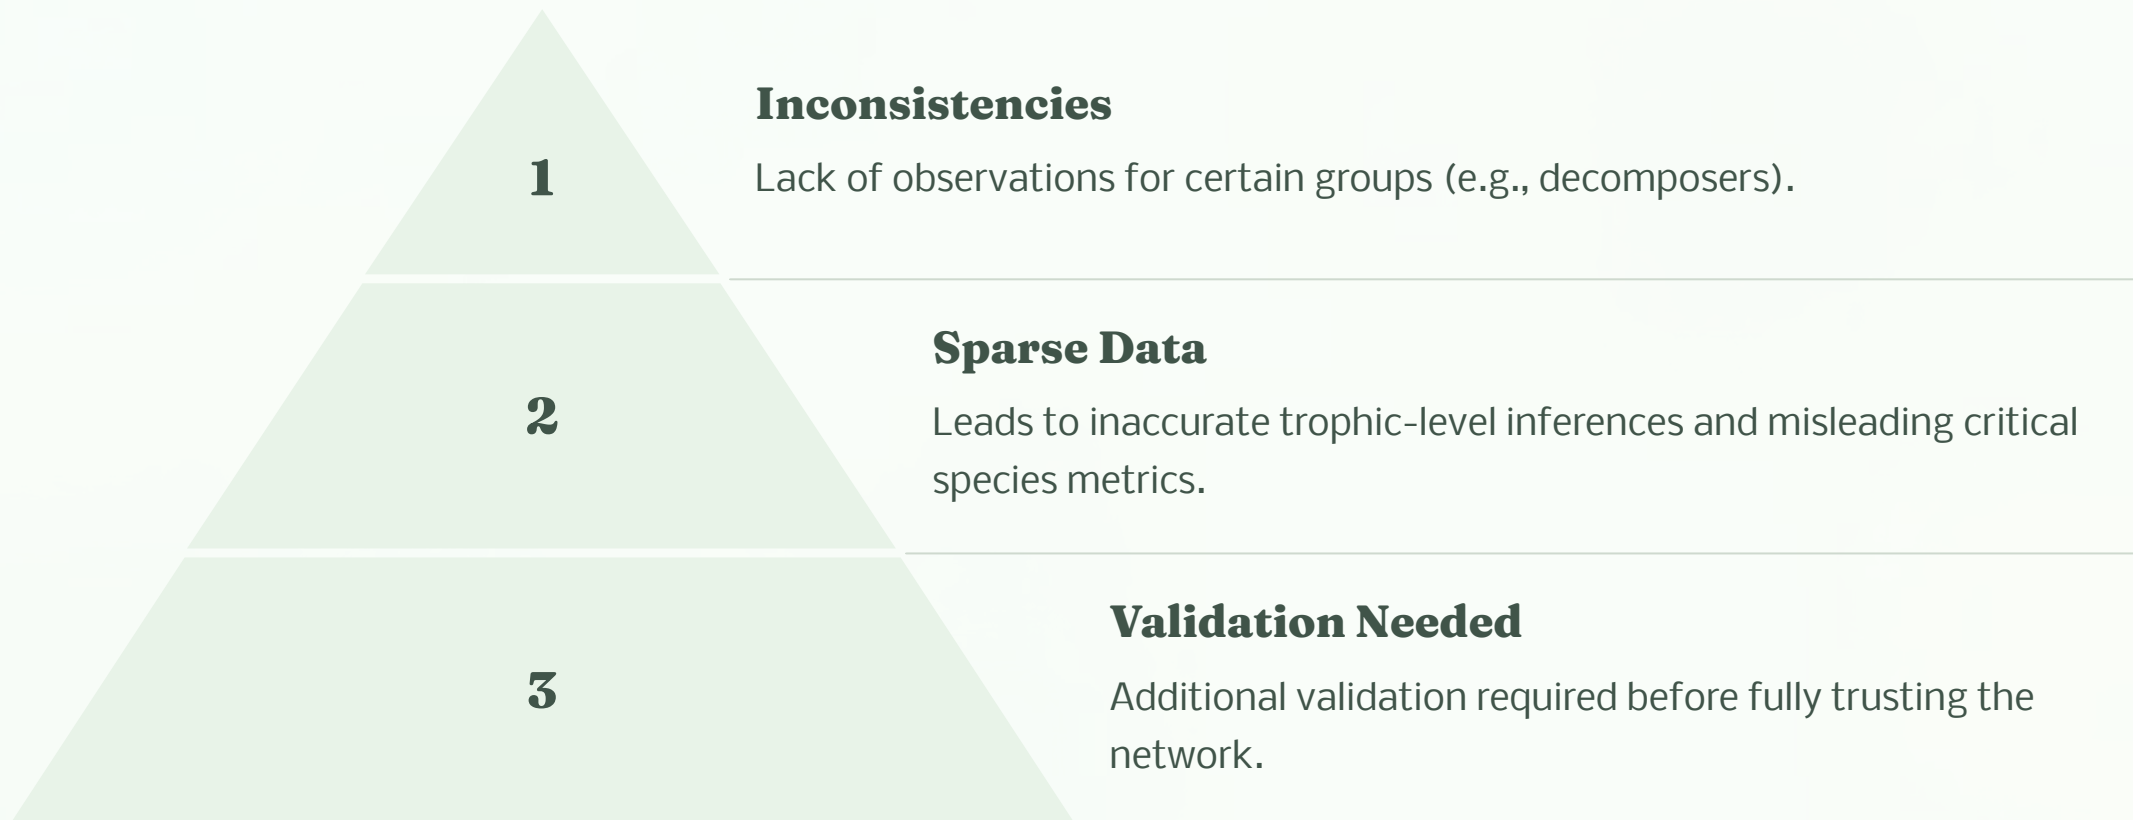 1
Inconsistencies
Lack of observations for certain groups (e.g., decomposers).
2
Sparse Data
Leads to inaccurate trophic-level inferences and misleading critical
species metrics.
3
Validation Needed
Additional validation required before fully trusting the
network.